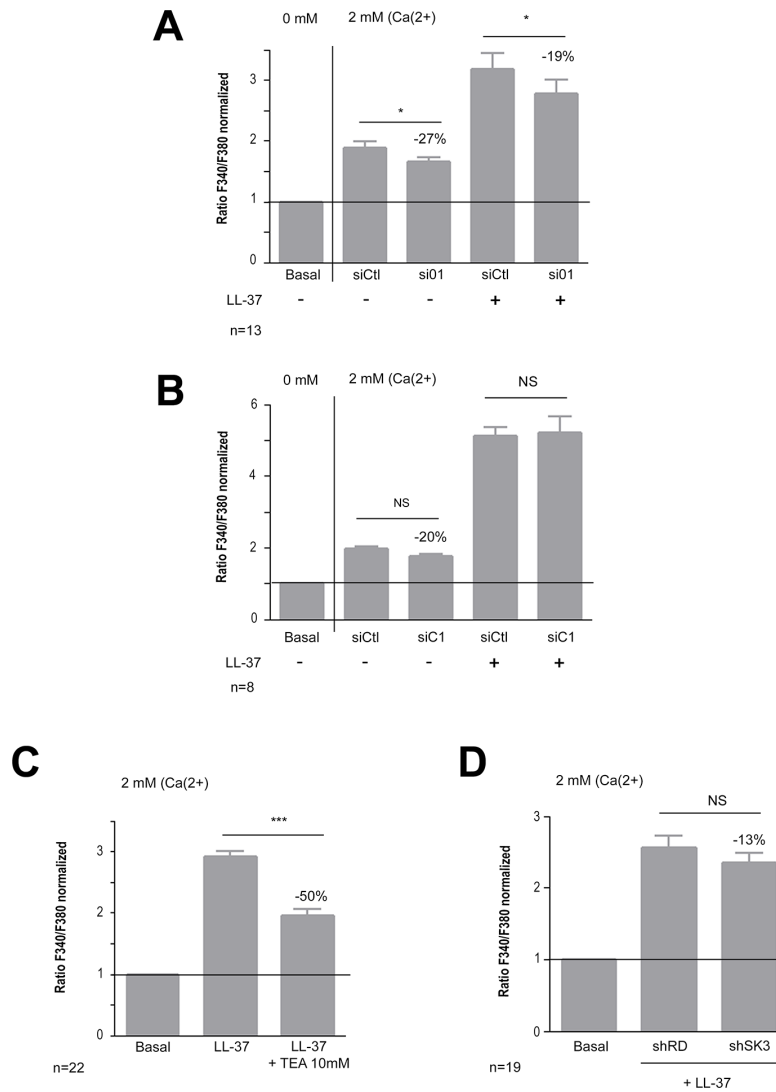 A
0 mM 2 mM (Ca(2+)
*
-19%
*
-27%
Ratio F340/F380 normalized
3
2
1
0
Basal siCtl si01 siCtl si01
LL-37 - - - + +
n=13
B
0 mM 2 mM (Ca(2+)
NS
NS
-20%
Ratio F340/F380 normalized
6
4
2
0
Basal siCtl siC1 siCtl siC1
LL-37 - - - + +
n=8
C
2 mM (Ca(2+)
***
-50%
Ratio F340/F380 normalized
3
2
1
0
Basal LL-37 LL-37
+ TEA 10mM
n=22
D
2 mM (Ca(2+)
NS
-13%
Ratio F340/F380 normalized
3
2
1
0
Basal shRD shSK3
+ LL-37
n=19